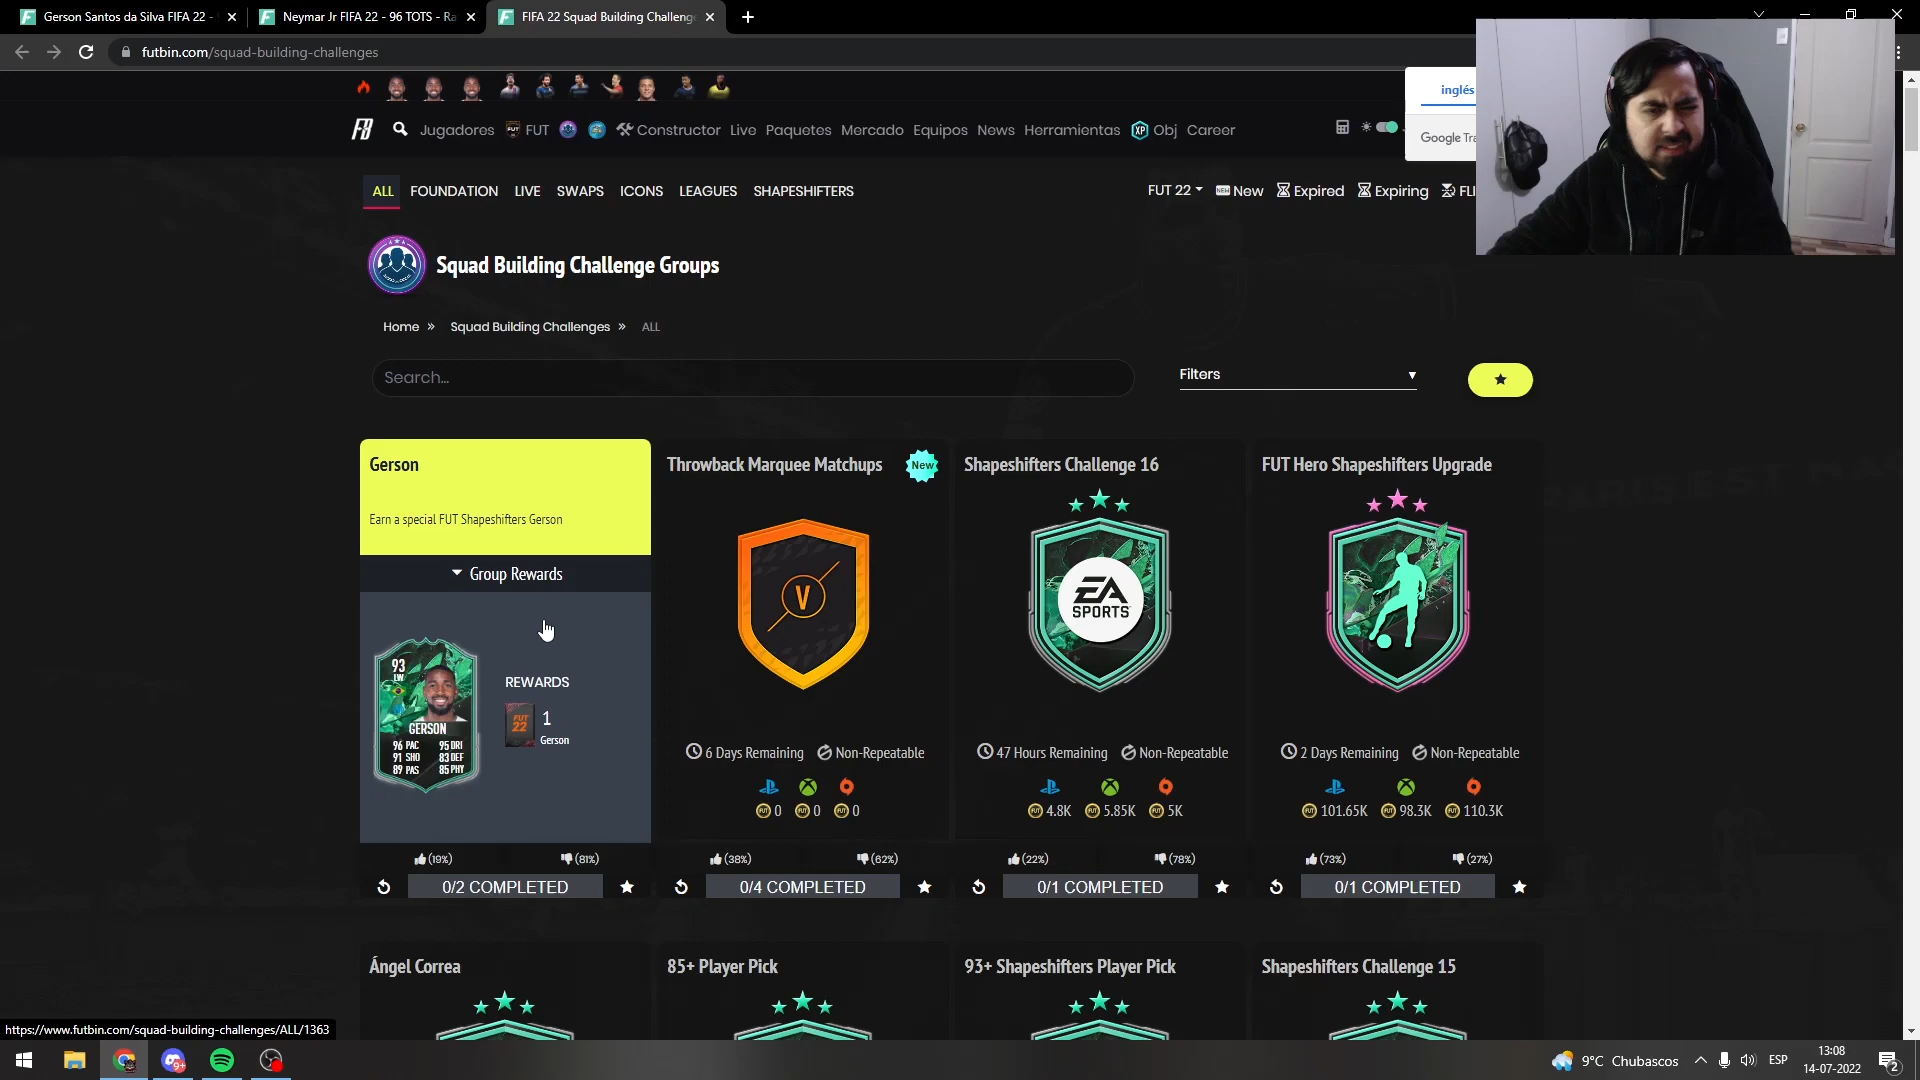 Gerson Santos da Silva FIFA 22 -
Neymar Jr FIFA 22 - 96 TOTS - Ra
FIFA 22 Squad Building Challenge
futbin.com/squad-building-challenges
inglés
Google Tra
FB
Jugadores
FUT
Constructor
Live
Paquetes
Mercado
Equipos
News
Herramientas
XP
Obj
Career
ALL
FOUNDATION
LIVE
SWAPS
ICONS
LEAGUES
SHAPESHIFTERS
FUT 22
NEW
New
Expired
Expiring
FLI
Squad Building Challenge Groups
Home »
Squad Building Challenges »
ALL
Search...
Filters
Gerson
Earn a special FUT Shapeshifters Gerson
Group Rewards
93
LW
GERSON
96 PAC
95 DRI
91 SHO
83 DEF
89 PAS
85 PHY
REWARDS
FUT
22
1
Gerson
(19%)
(81%)
0/2 COMPLETED
Throwback Marquee Matchups
New
V
6 Days Remaining
Non-Repeatable
0
0
0
(38%)
(62%)
0/4 COMPLETED
Shapeshifters Challenge 16
EA
SPORTS
47 Hours Remaining
Non-Repeatable
4.8K
5.85K
5K
(22%)
(78%)
0/1 COMPLETED
FUT Hero Shapeshifters Upgrade
2 Days Remaining
Non-Repeatable
101.65K
98.3K
110.3K
(73%)
(27%)
0/1 COMPLETED
Ángel Correa
85+ Player Pick
93+ Shapeshifters Player Pick
Shapeshifters Challenge 15
https://www.futbin.com/squad-building-challenges/ALL/1363
9+
9°C Chubascos
ESP
13:08
14-07-2022
2